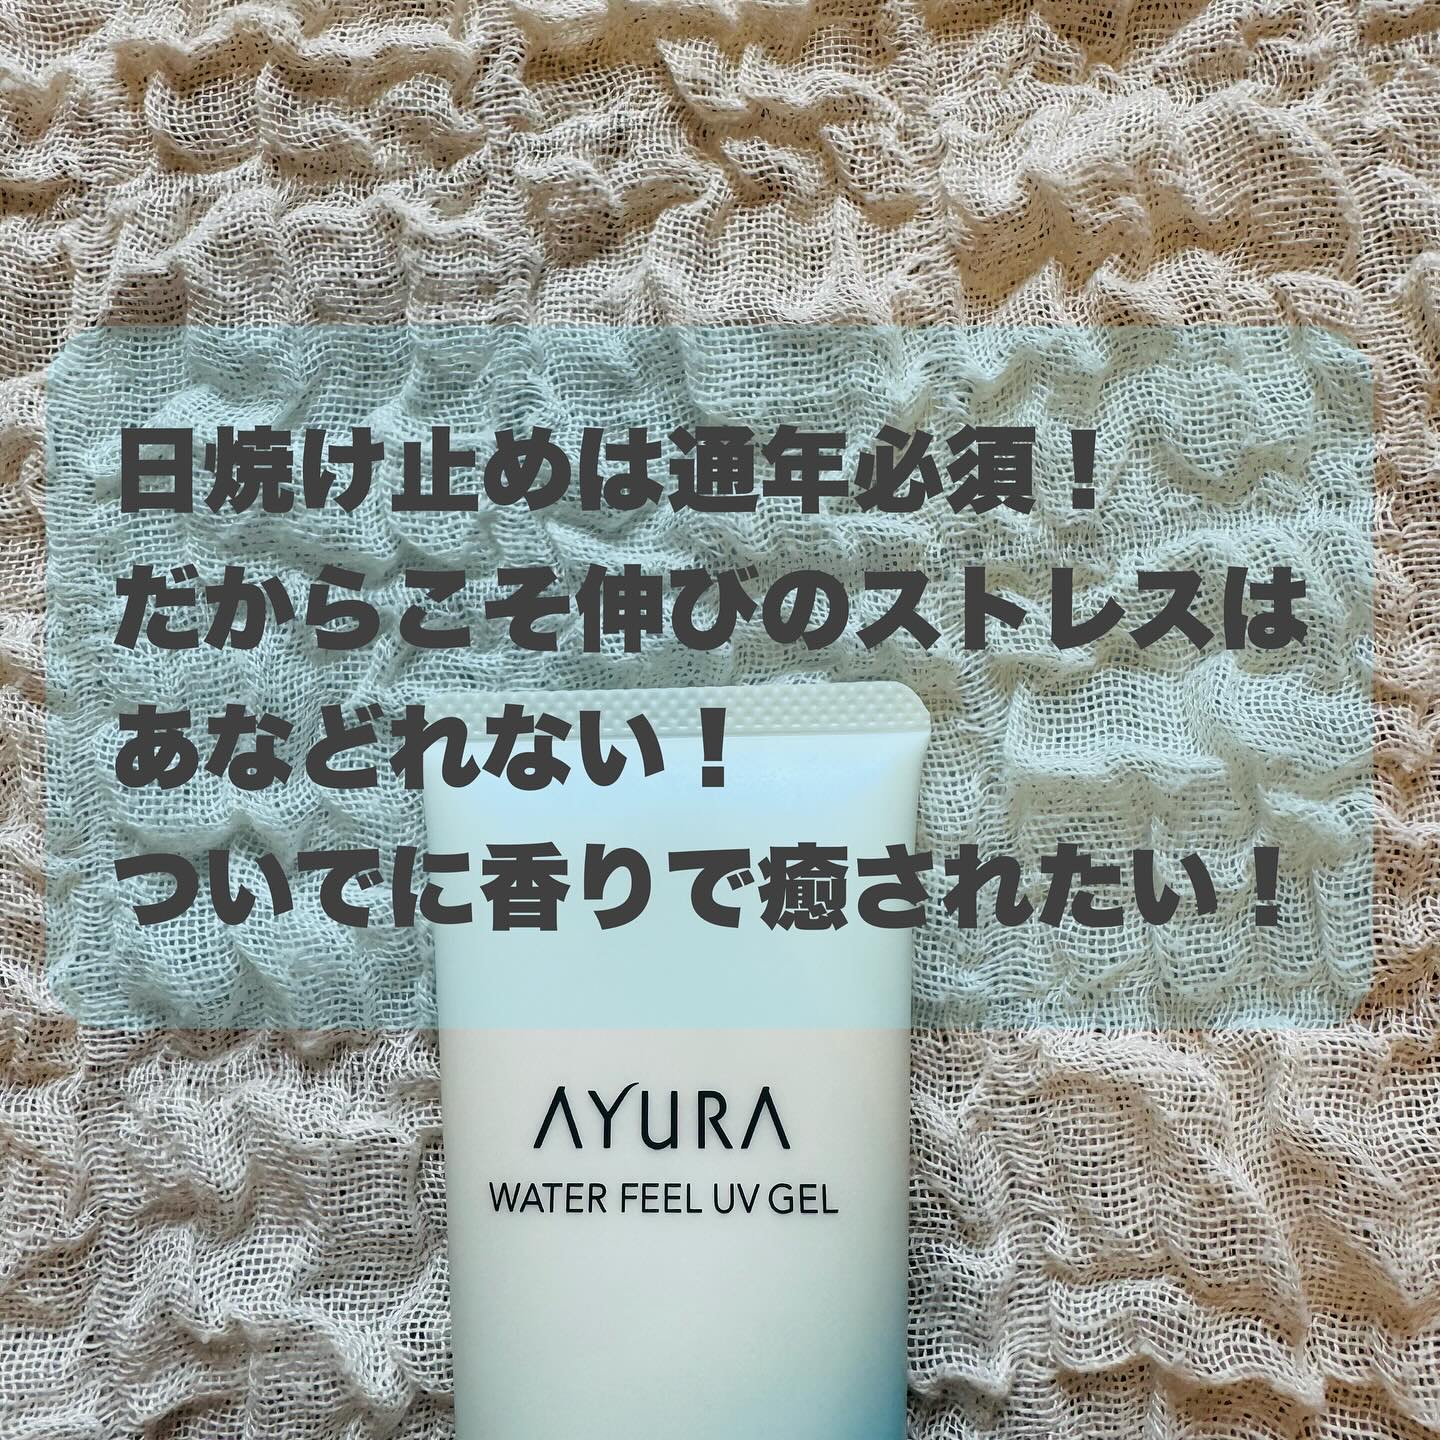 日焼け止めは通年必須！
だからこそ伸びのストレスは
あなどれない！
ついでに香りで癒されたい！
AYURA
WATER FEEL UV GEL